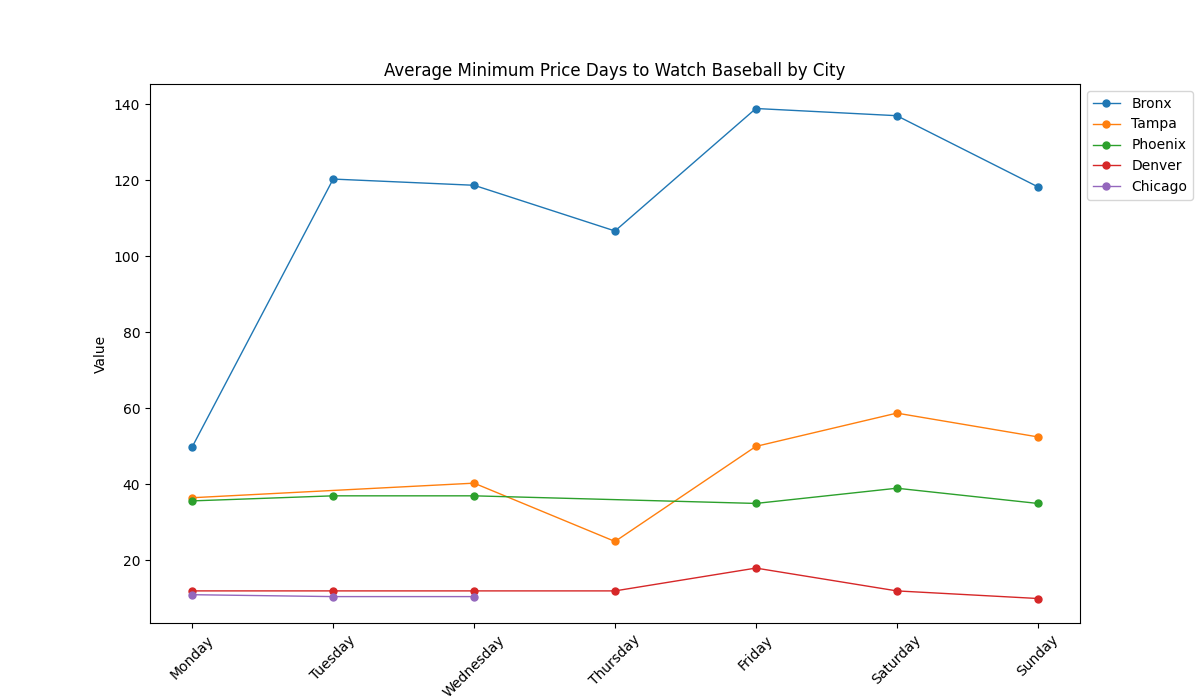 Average Minimum Price Days to Watch Baseball by City
Bronx
Tampa
Phoenix
Denver
Chicago
Value
140
120
100
80
60
40
20
Monday
Tuesday
Wednesday
Thursday
Friday
Saturday
Sunday